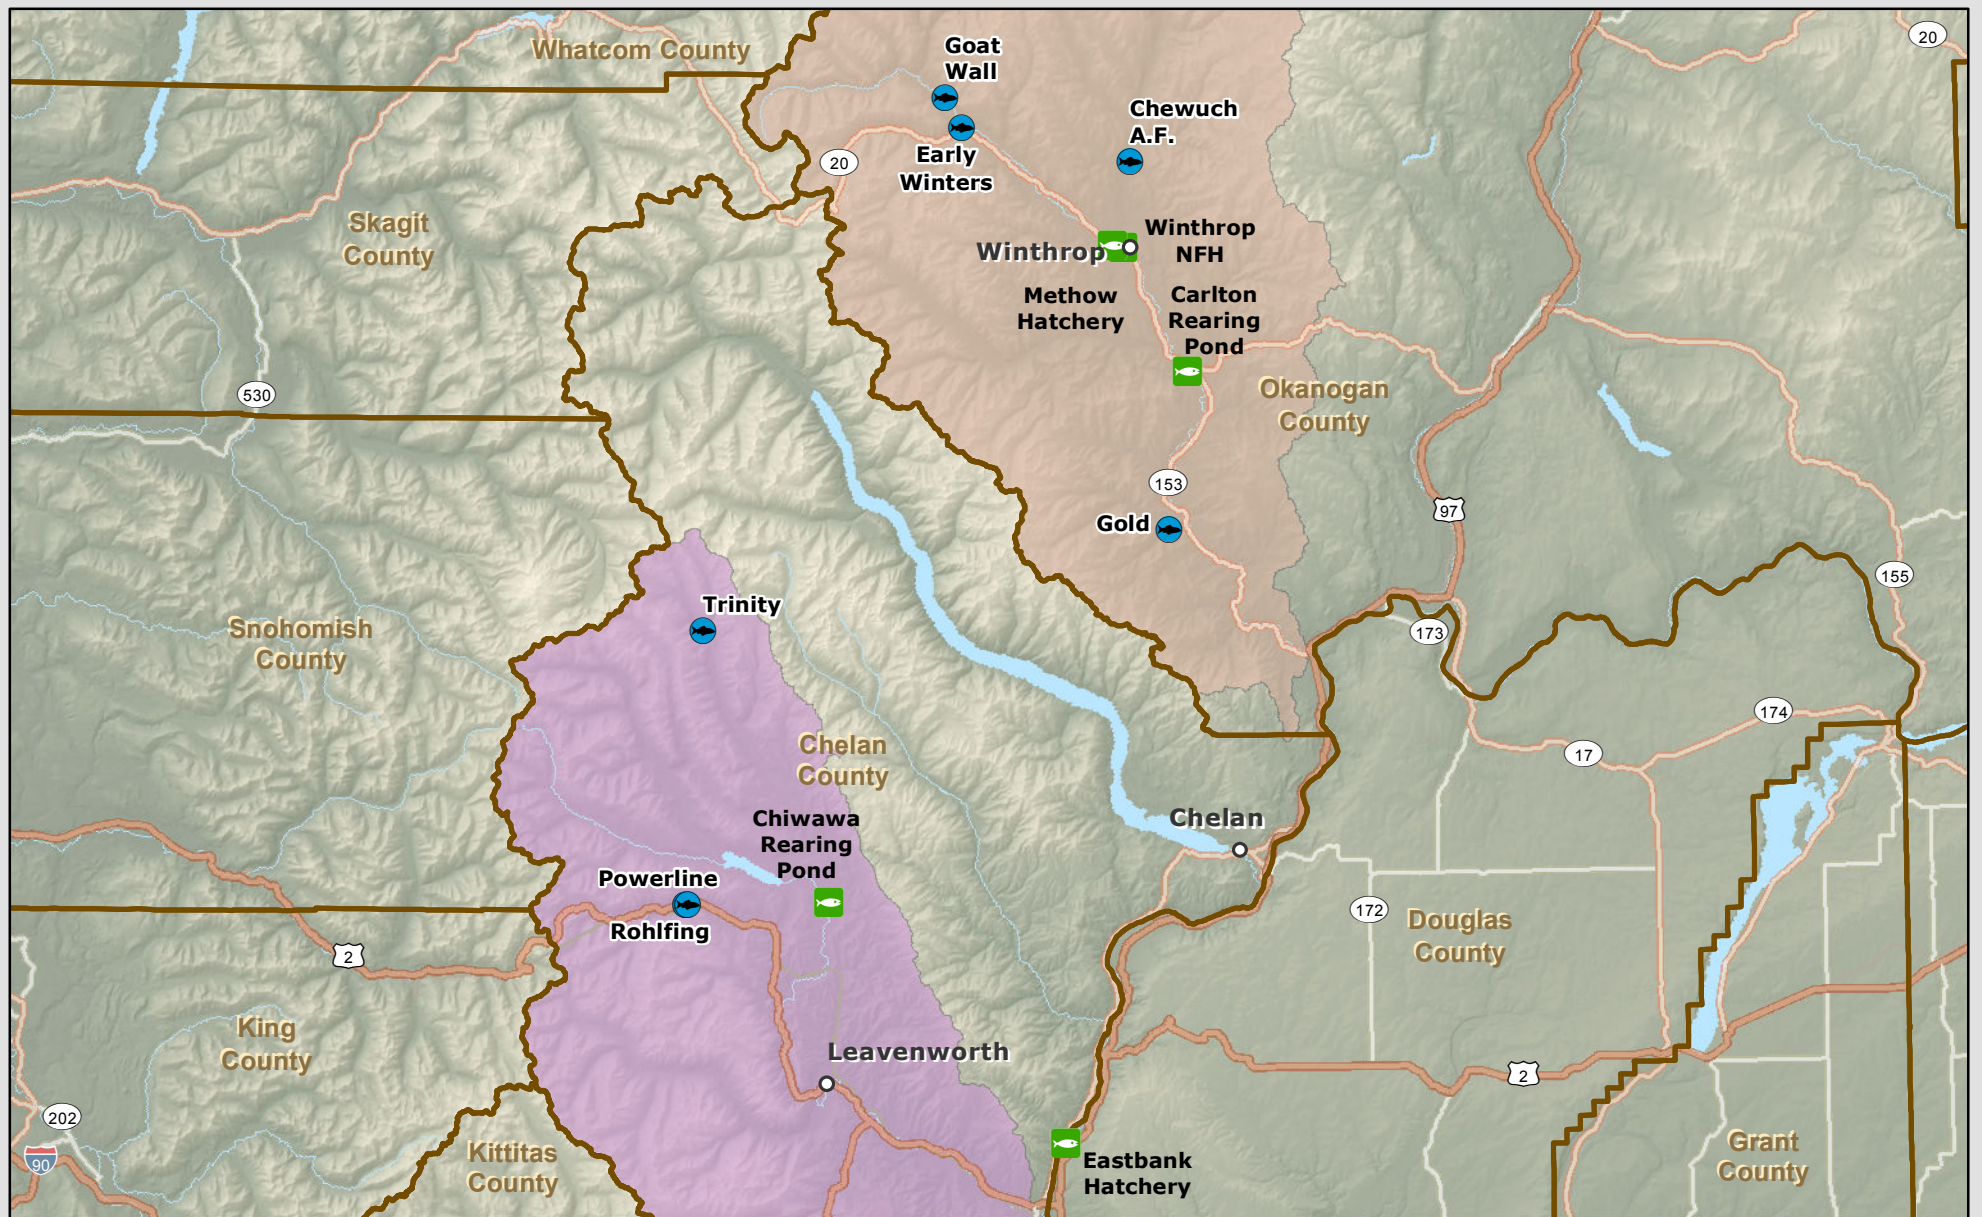 20
Whatcom County
Goat
Wall
Chewuch
A.F.
20
Early
Winters
Skagit
County
Winthrop
Winthrop
NFH
Methow
Hatchery
Carlton
Rearing
Pond
530
Okanogan
County
153
97
Gold
155
Trinity
173
Snohomish
County
174
Chelan
County
17
Chelan
Chiwawa
Rearing
Pond
Powerline
Rohlfing
172
Douglas
County
2
King
County
Leavenworth
2
202
90
Kittitas
County
Eastbank
Hatchery
Grant
County